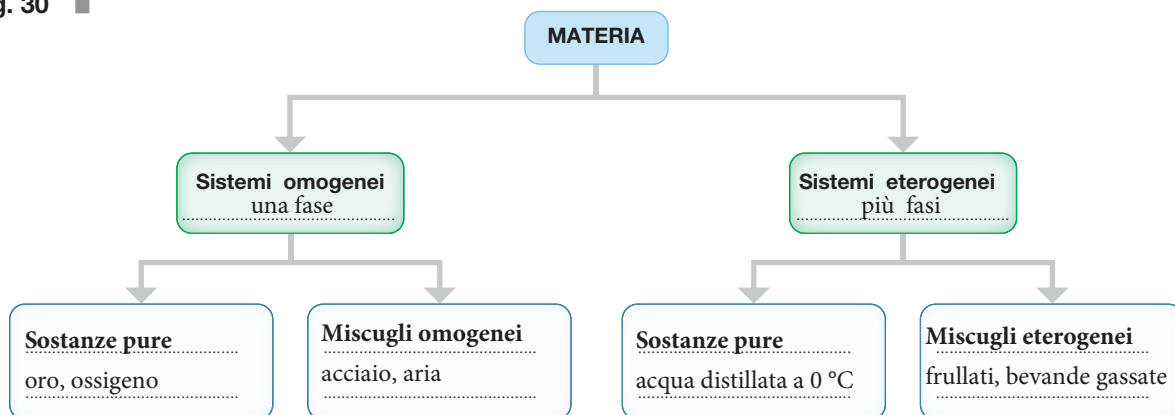 g. 30
MATERIA
Sistemi omogenei
una fase
Sistemi eterogenei
più fasi
Sostanze pure
oro, ossigeno
Miscugli omogenei
acciaio, aria
Sostanze pure
acqua distillata a 0 °C
Miscugli eterogenei
frullati, bevande gassate